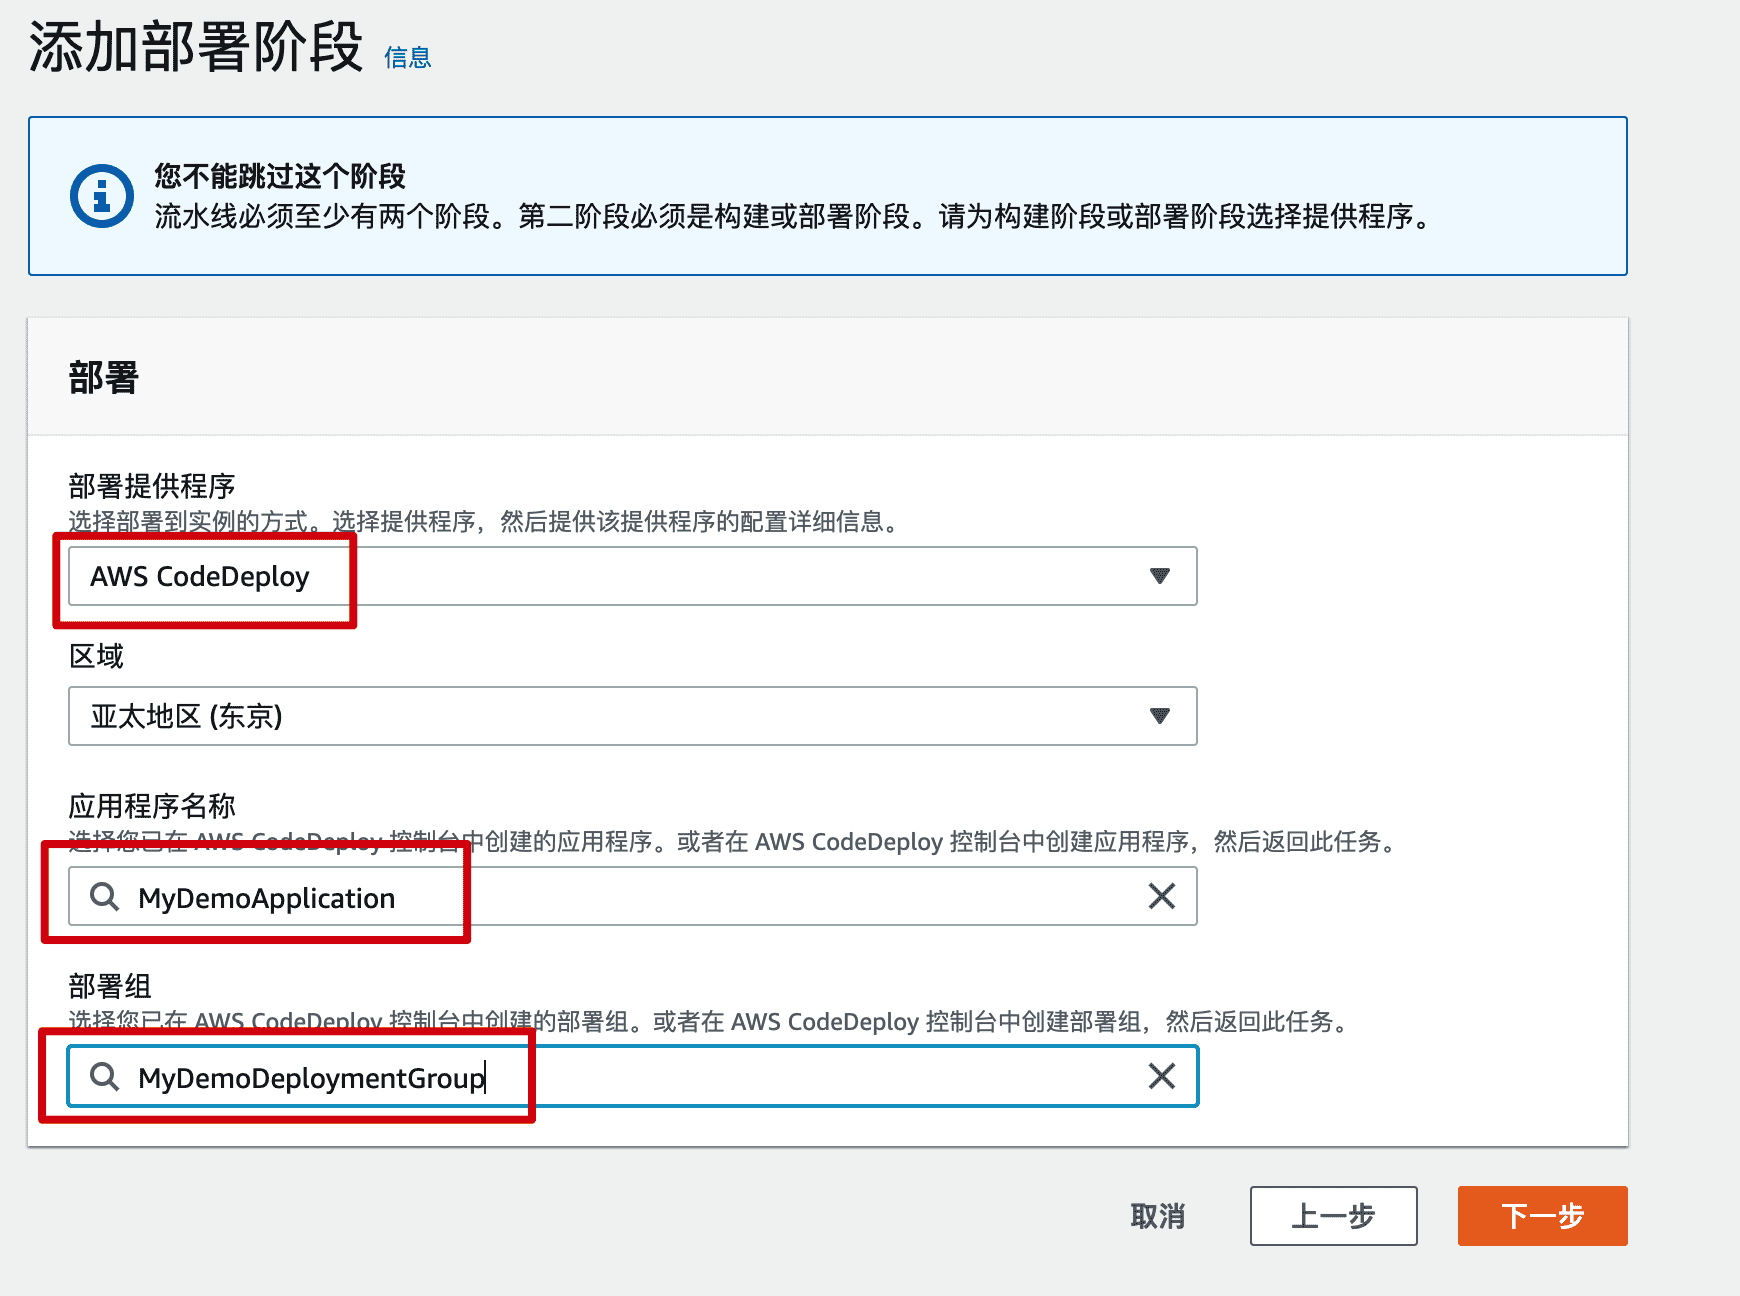 添加部署阶段 信息
您不能跳过这个阶段
流水线必须至少有两个阶段。第二阶段必须是构建或部署阶段。请为构建阶段或部署阶段选择提供程序。
部署
部署提供程序
选择部署到实例的方式。选择提供程序，然后提供该提供程序的配置详细信息。
AWS CodeDeploy
区域
亚太地区 (东京)
应用程序名称
选择您已在 AWS CodeDeploy 控制台中创建的应用程序。或者在 AWS CodeDeploy 控制台中创建应用程序，然后返回此任务。
MyDemoApplication
部署组
选择您已在 AWS CodeDeploy 控制台中创建的部署组。或者在 AWS CodeDeploy 控制台中创建部署组，然后返回此任务。
MyDemoDeploymentGroup
取消 上一步 下一步